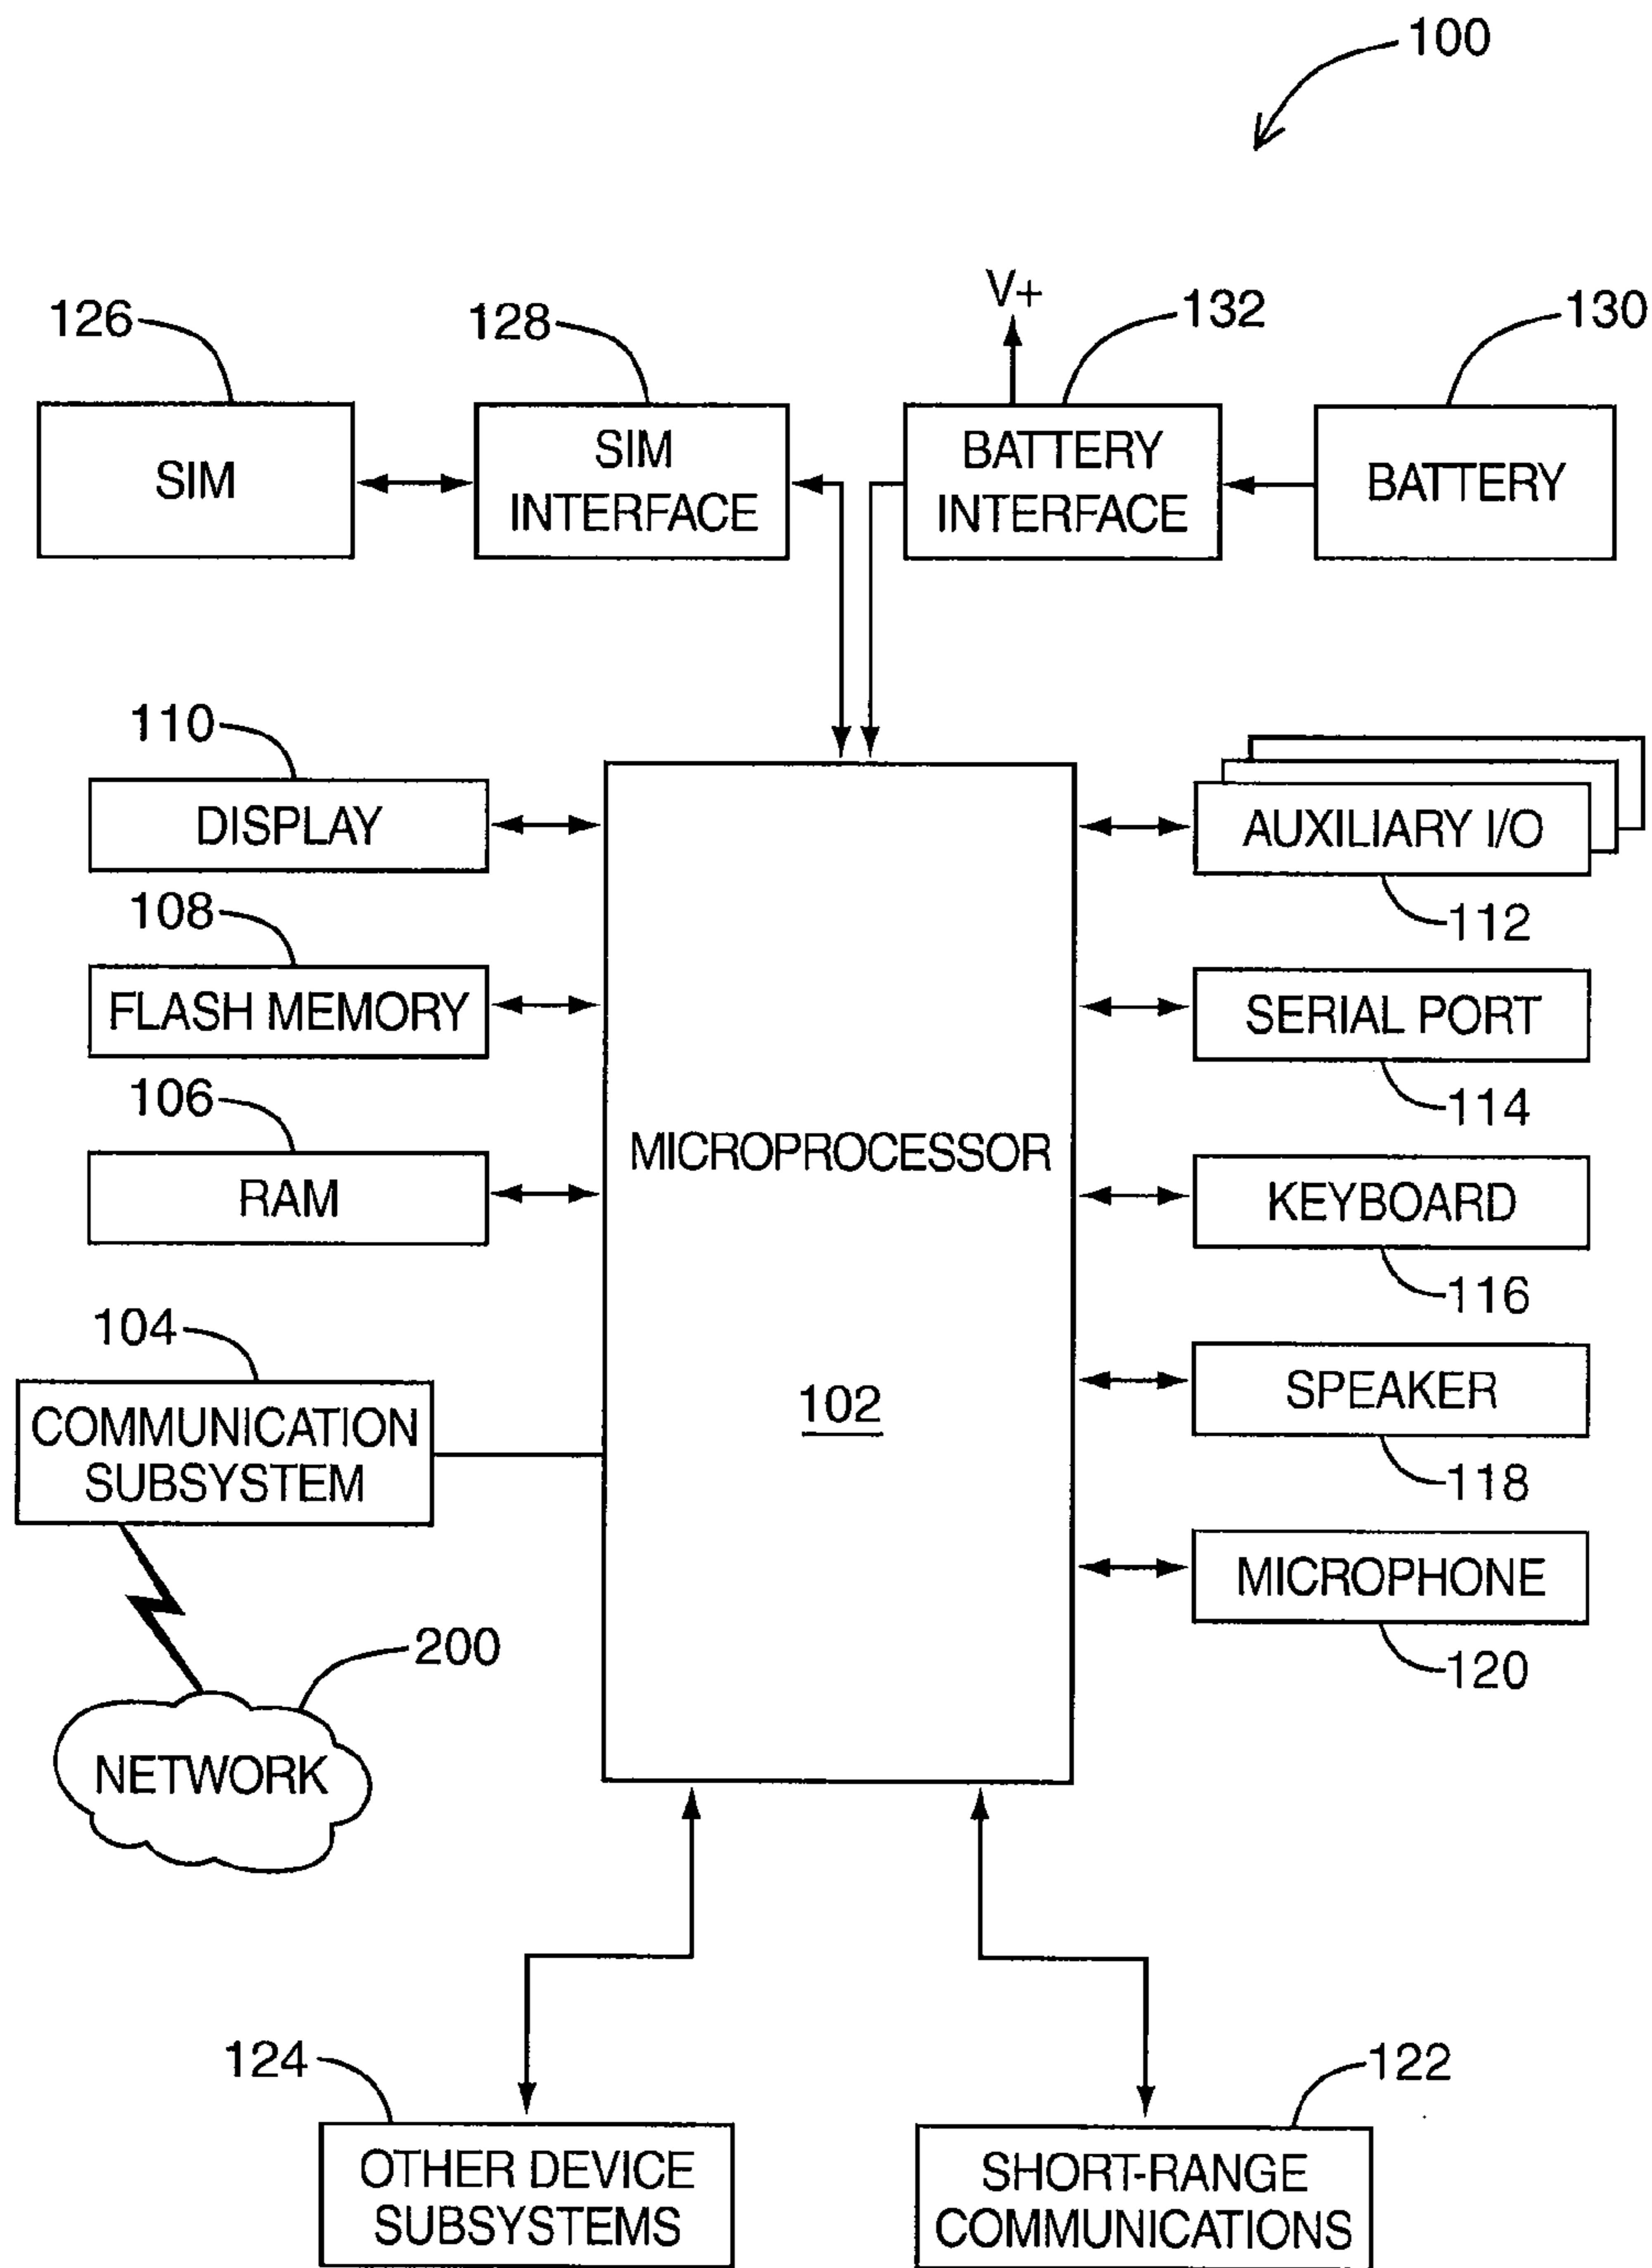 100
V+
126
128
132
130
SIM
SIM
INTERFACE
BATTERY
INTERFACE
BATTERY
110
DISPLAY
AUXILIARY I/O
112
108
FLASH MEMORY
SERIAL PORT
114
106
RAM
MICROPROCESSOR
102
KEYBOARD
116
104
COMMUNICATION
SUBSYSTEM
SPEAKER
118
MICROPHONE
120
200
NETWORK
124
OTHER DEVICE
SUBSYSTEMS
122
SHORT-RANGE
COMMUNICATIONS